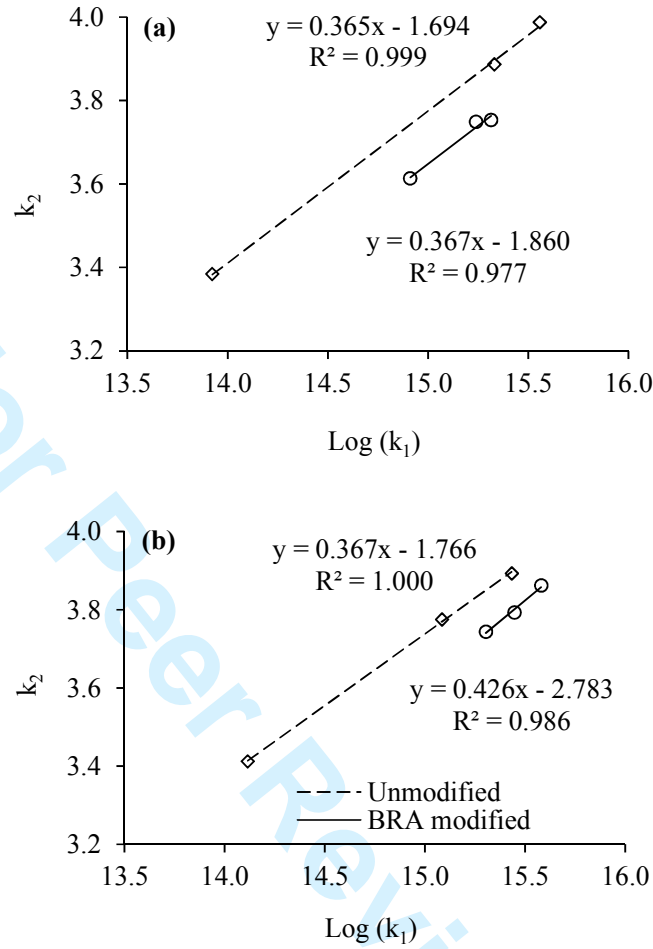 (a)
y = 0.365x - 1.694
R² = 0.999
4.0
3.8
3.6
3.4
3.2
k₂
y = 0.367x - 1.860
R² = 0.977
13.5 14.0 14.5 15.0 15.5 16.0
Log (k₁)
(b)
y = 0.367x - 1.766
R² = 1.000
4.0
3.8
3.6
3.4
3.2
k₂
y = 0.426x - 2.783
R² = 0.986
Unmodified
BRA modified
13.5 14.0 14.5 15.0 15.5 16.0
Log (k₁)
or Peer Revi